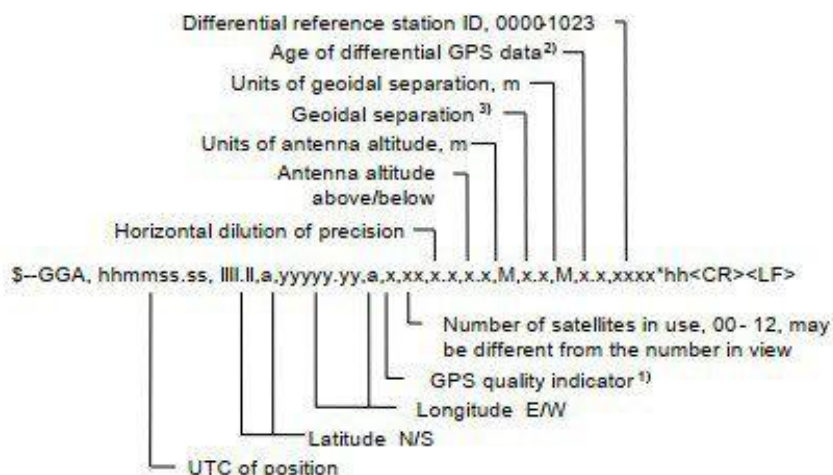 Differential reference station ID, 0000-1023
Age of differential GPS data 2)
Units of geoidal separation, m
Geoidal separation 3)
Units of antenna altitude, m
Antenna altitude
above/below
Horizontal dilution of precision
$--GGA, hhmmss.ss, llll.ll,a,yyyyy.yy,a,x,xx,x.x,x.x,M,x.x,M,x.x,xxxx*hh<CR><LF>
Number of satellites in use, 00- 12, may
be different from the number in view
GPS quality indicator 1)
Longitude E/W
Latitude N/S
UTC of position